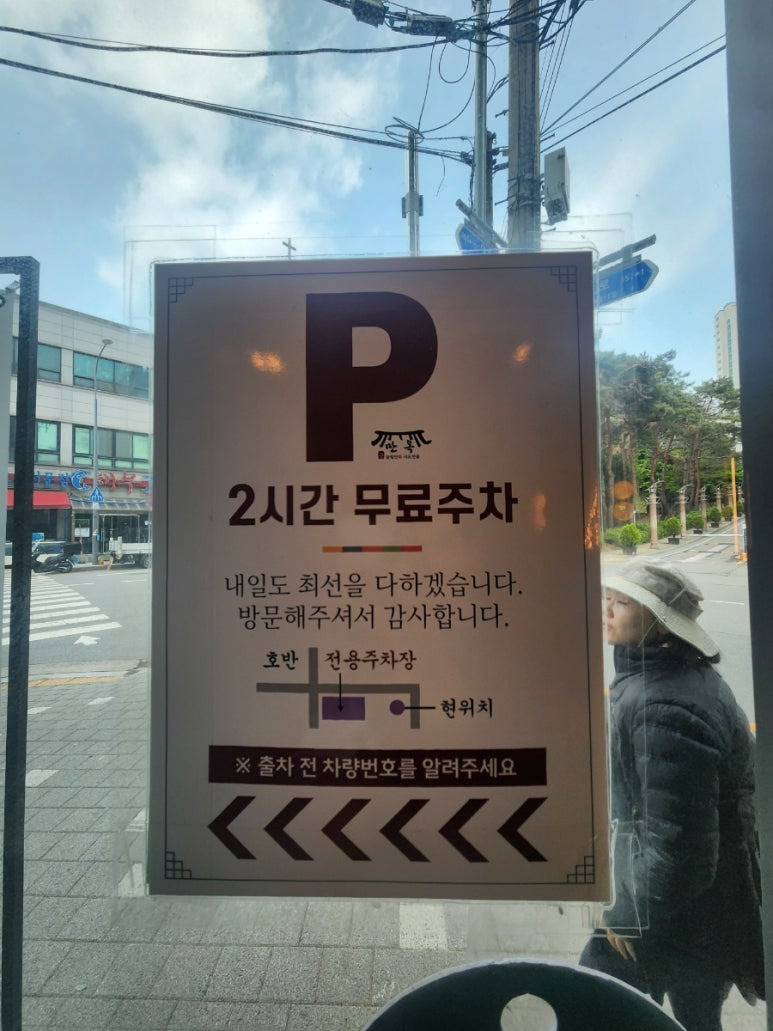 P
만복
2시간 무료주차
내일도 최선을 다하겠습니다.
방문해주셔서 감사합니다.
호반 전용주차장
현위치
※ 출차 전 차량번호를 알려주세요